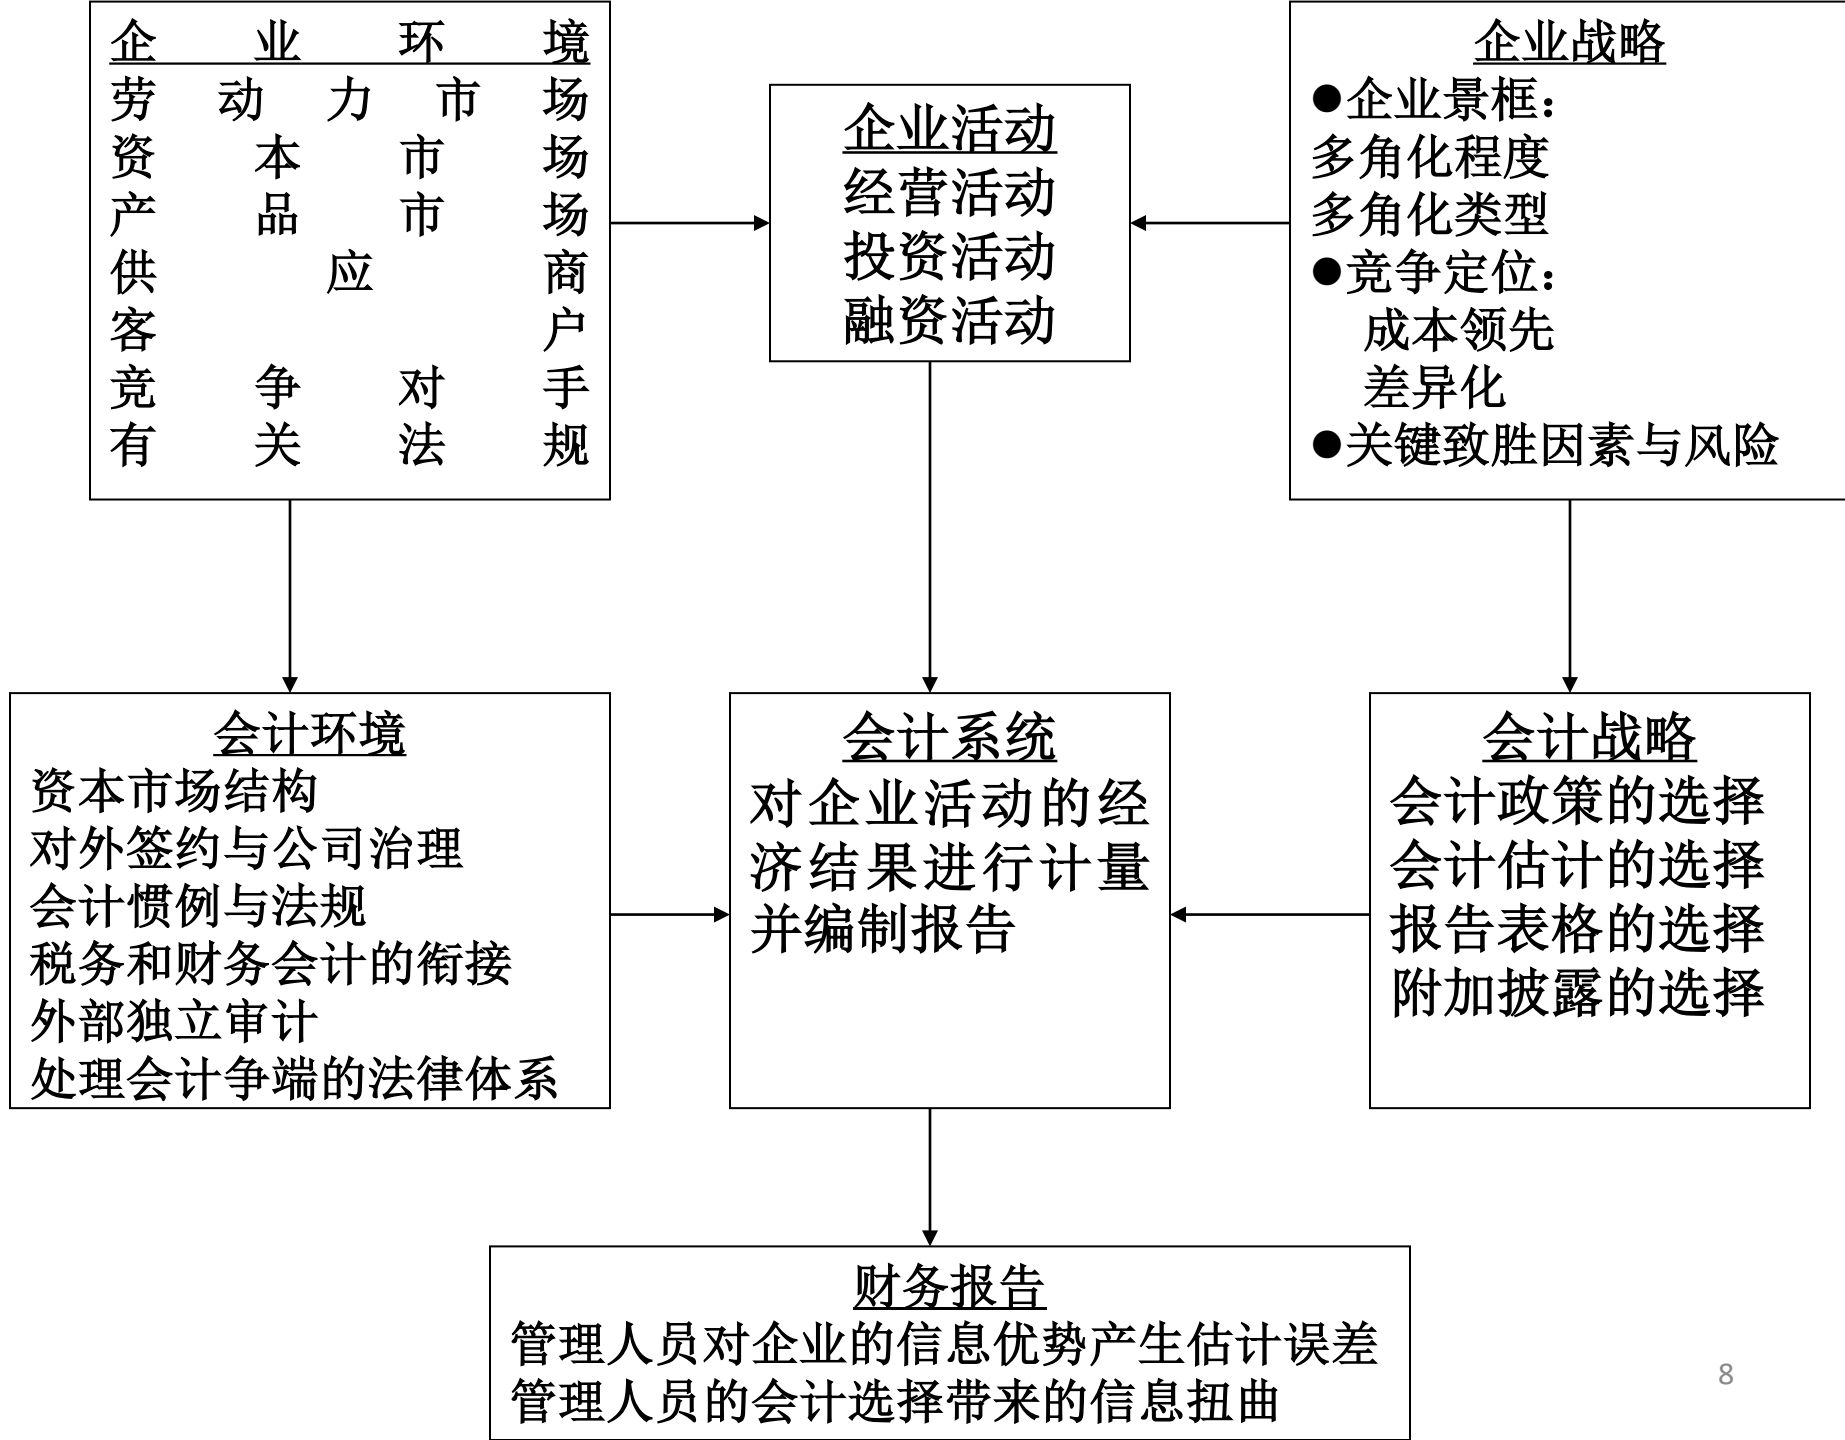 企业环境
劳动力市场
资本市场
产品市场
供应商
客户
竞争对手
有关法规
企业活动
经营活动
投资活动
融资活动
企业战略
●企业景框：
多角化程度
多角化类型
●竞争定位：
成本领先
差异化
●关键致胜因素与风险
会计环境
资本市场结构
对外签约与公司治理
会计惯例与法规
税务和财务会计的衔接
外部独立审计
处理会计争端的法律体系
会计系统
对企业活动的经
济结果进行计量
并编制报告
会计战略
会计政策的选择
会计估计的选择
报告表格的选择
附加披露的选择
财务报告
管理人员对企业的信息优势产生估计误差
管理人员的会计选择带来的信息扭曲
8